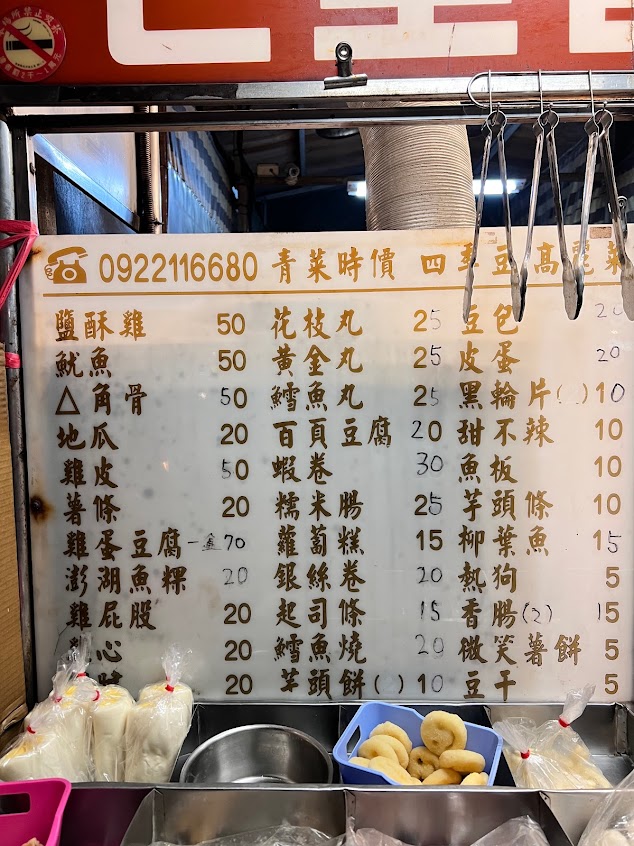 0922116680 青菜時價 四季豆 高麗菜
鹽酥雞 50
魷魚 50
△角骨 50
地瓜 20
雞皮 50
薯條 20
雞蛋豆腐一盒70
澎湖魚粿 20
雞屁股 20
心 20
20
花枝丸 25
黃金丸 25
鱈魚丸 25
百頁豆腐 20
蝦卷 30
糯米腸 25
蘿蔔糕 15
銀絲卷 20
起司條 15
鱈魚燒 20
芋頭餅( ) 10
豆包 20
皮蛋 20
黑輪片( ) 10
甜不辣 10
魚板 10
芋頭條 10
柳葉魚 15
熱狗 5
香腸(2) 15
微笑薯餅 5
豆干 5